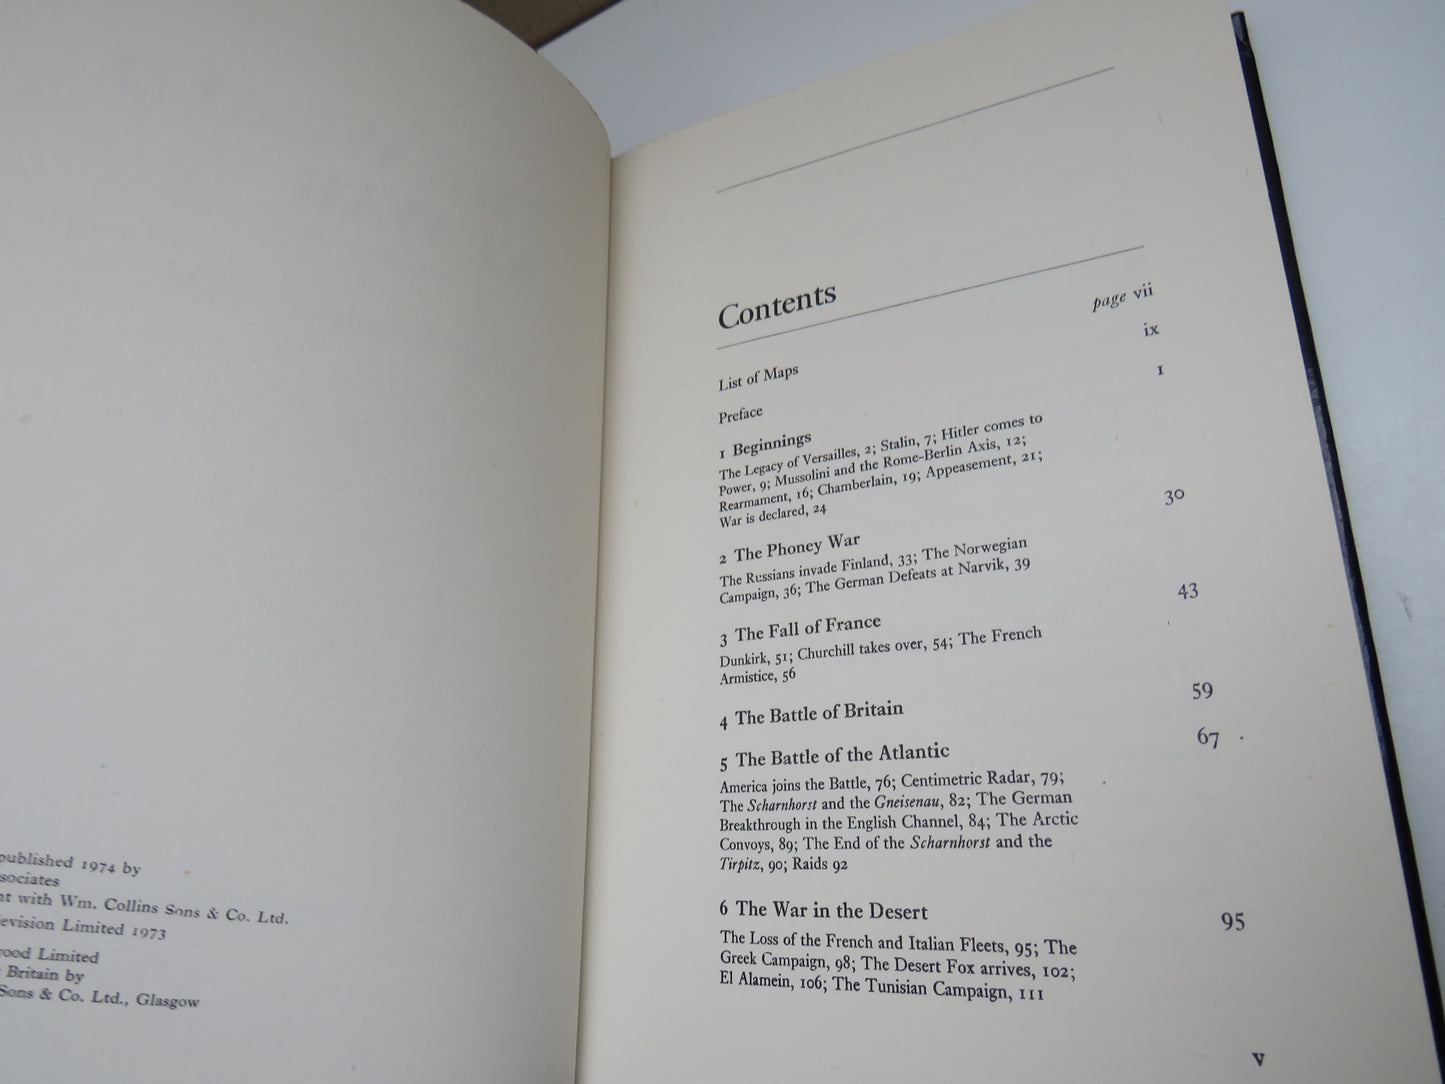 published 1974 by
sociates
nt with Wm. Collins Sons & Co. Ltd.
evision Limited 1973
ood Limited
Britain by
Sons & Co. Ltd., Glasgow
Contents
List of Maps page vii
Preface ix
1 Beginnings 1
The Legacy of Versailles, 2; Stalin, 7; Hitler comes to
Power, 9; Mussolini and the Rome–Berlin Axis, 12;
Rearmament, 16; Chamberlain, 19; Appeasement, 21;
War is declared, 24
2 The Phoney War 30
The Russians invade Finland, 33; The Norwegian
Campaign, 36; The German Defeats at Narvik, 39
3 The Fall of France 43
Dunkirk, 51; Churchill takes over, 54; The French
Armistice, 56
4 The Battle of Britain 59
5 The Battle of the Atlantic 67
America joins the Battle, 76; Centimetric Radar, 79;
The Scharnhorst and the Gneisenau, 82; The German
Breakthrough in the English Channel, 84; The Arctic
Convoys, 89; The End of the Scharnhorst and the
Tirpitz, 90; Raids 92
6 The War in the Desert 95
The Loss of the French and Italian Fleets, 95; The
Greek Campaign, 98; The Desert Fox arrives, 102;
El Alamein, 106; The Tunisian Campaign, 111
v